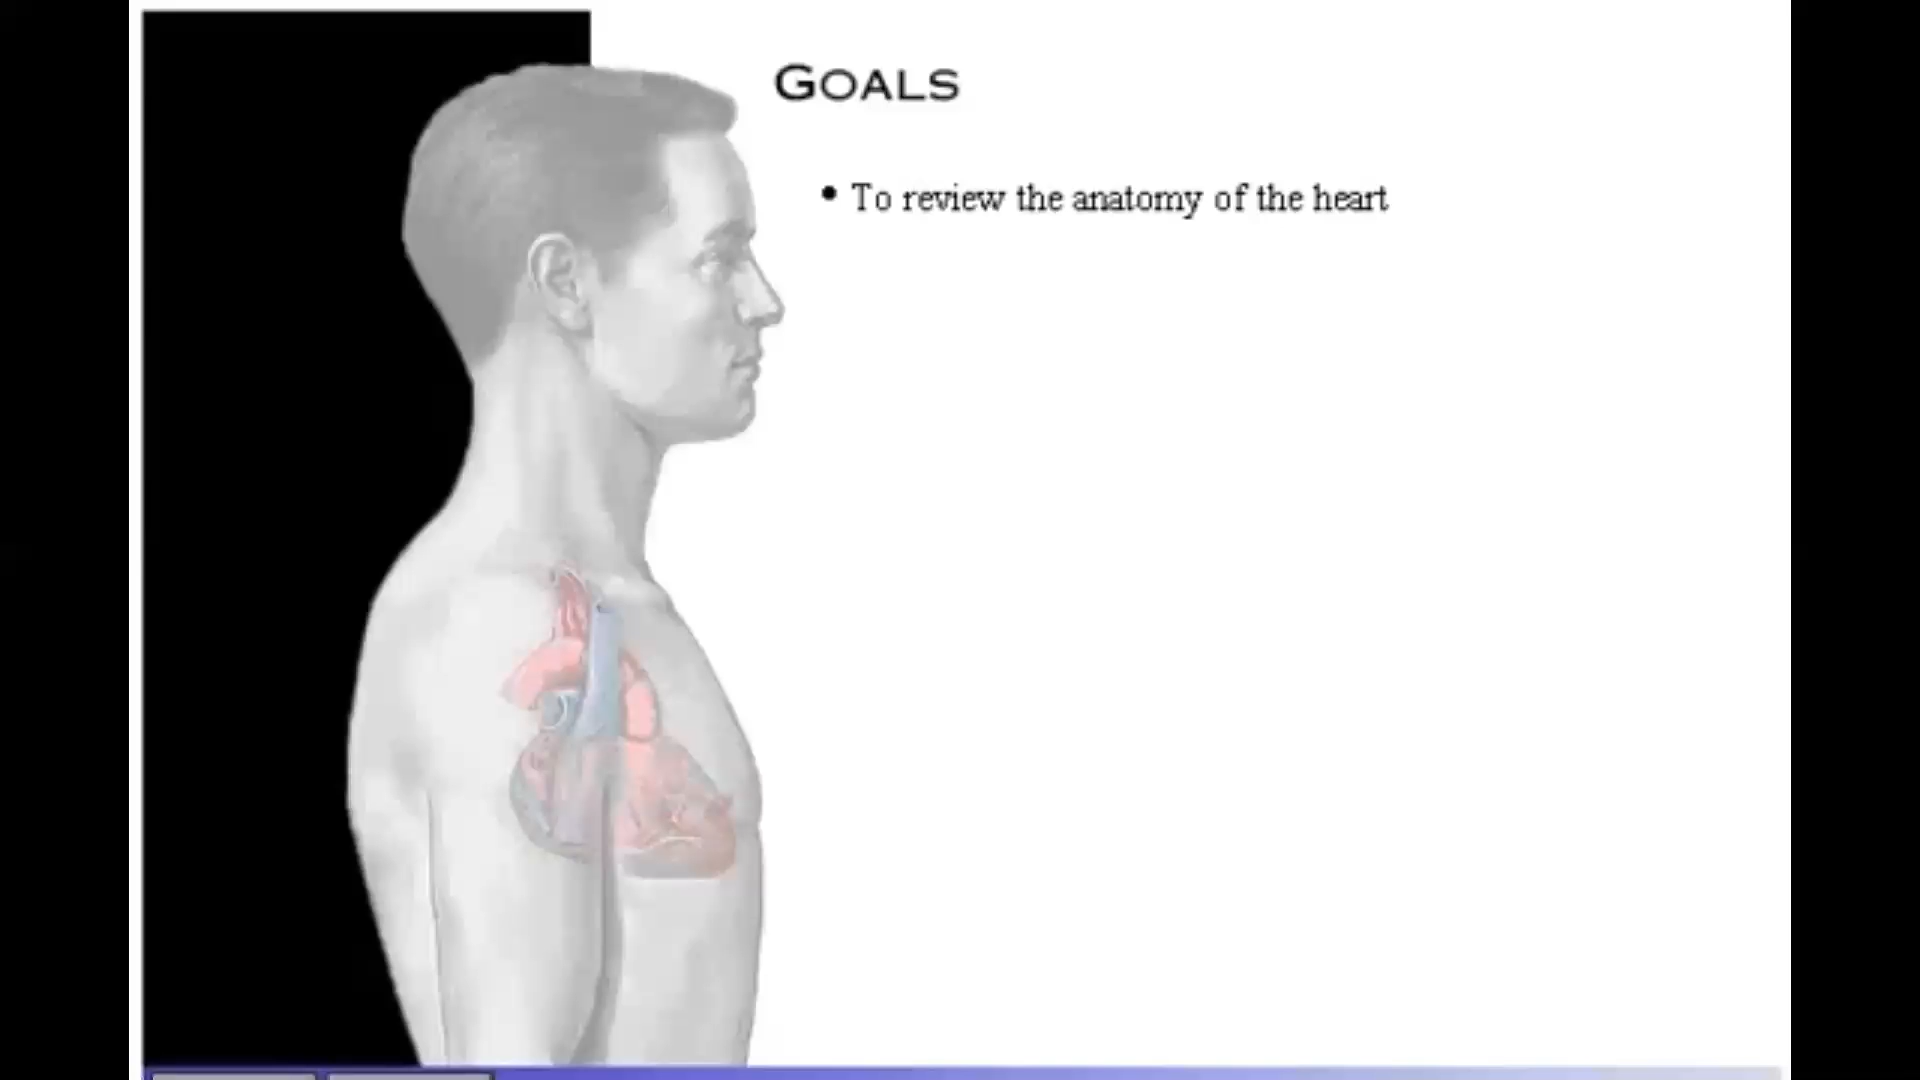 GOALS
• To review the anatomy of the heart